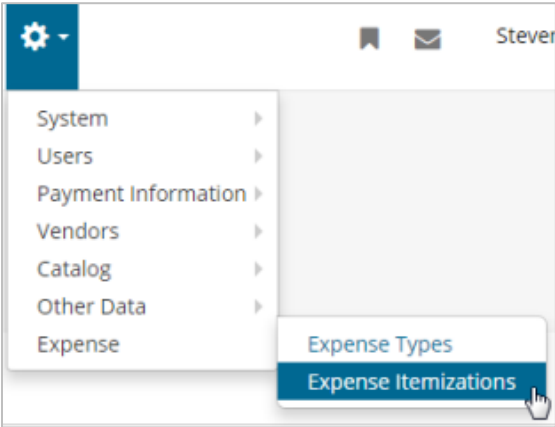 Steven
System
Users
Payment Information
Vendors
Catalog
Other Data
Expense
Expense Types
Expense Itemizations